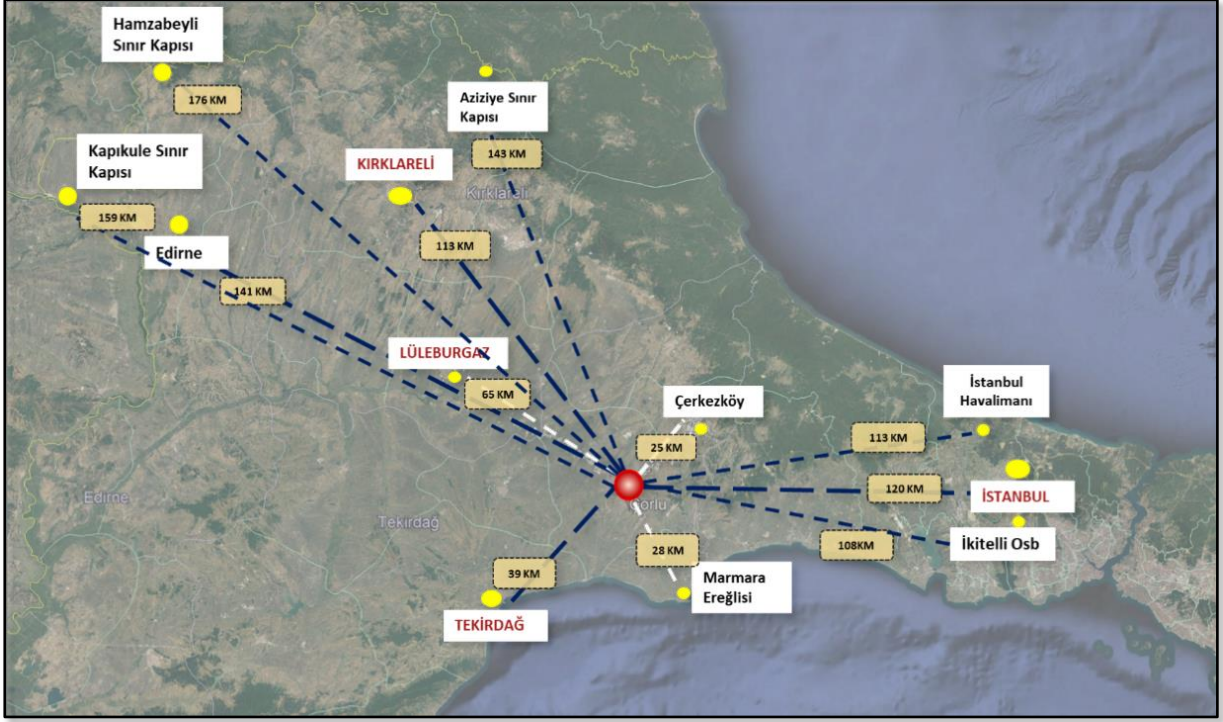 Hamzabeyli
Sınır Kapısı
176 KM
Aziziye Sınır
Kapısı
143 KM
Kapıkule Sınır
Kapısı
159 KM
KIRKLARELİ
Kırklareli
113 KM
Edirne
141 KM
LÜLEBURGAZ
65 KM
Çerkezköy
25 KM
İstanbul
Havalimanı
113 KM
120 KM
İSTANBUL
Edirne
Tekirdağ
Çorlu
108KM
İkitelli Osb
28 KM
Marmara
Ereğlisi
39 KM
TEKİRDAĞ